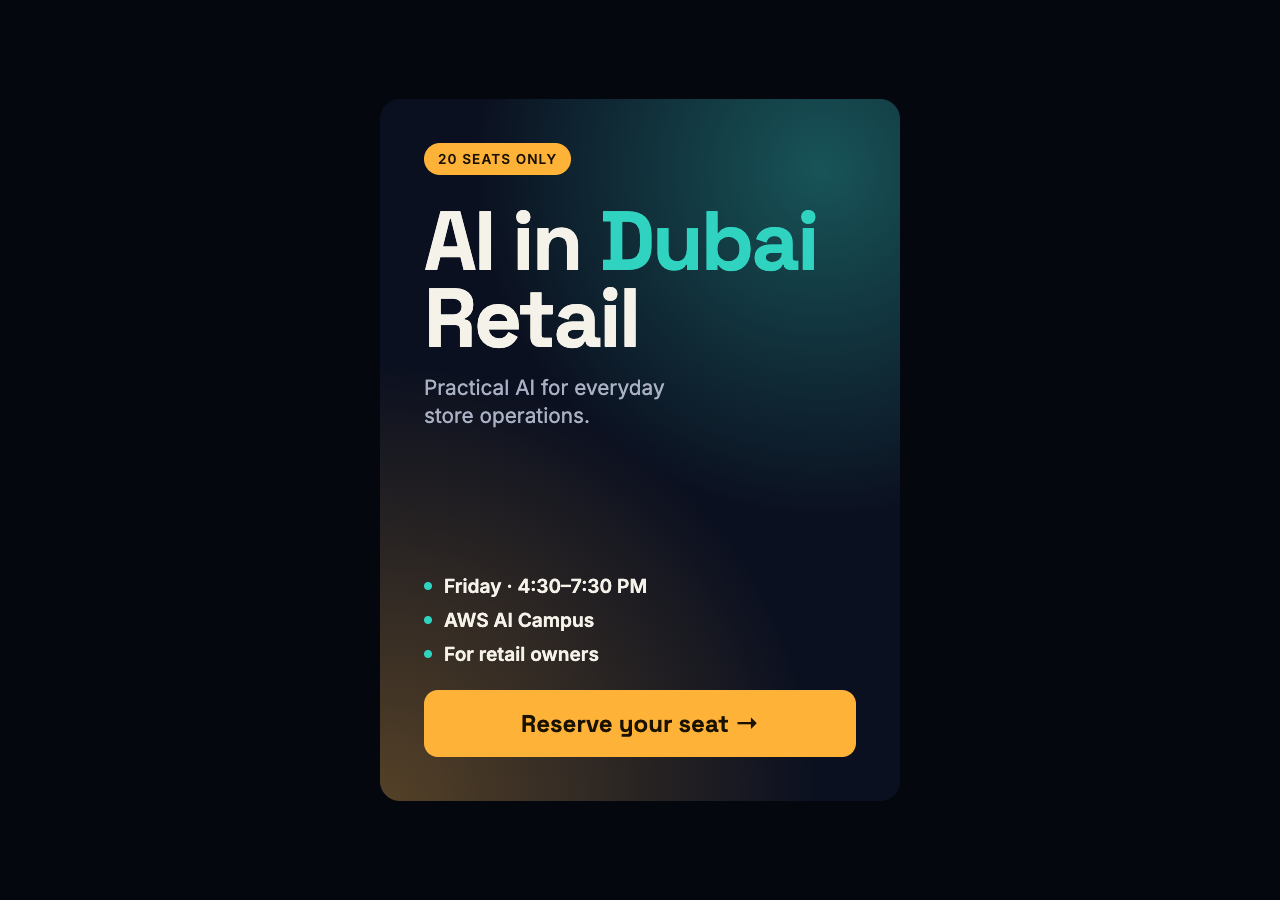 20 SEATS ONLY
AI in Dubai
Retail
Practical AI for everyday
store operations.
Friday · 4:30–7:30 PM
AWS AI Campus
For retail owners
Reserve your seat →